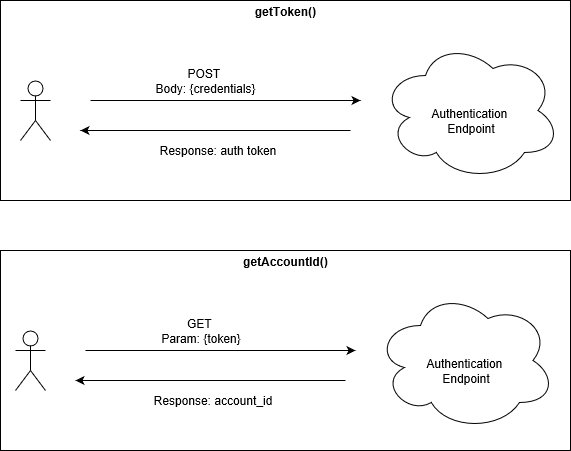 getToken()
POST
Body: {credentials}
Authentication
Endpoint
Response: auth token
getAccountId()
GET
Param: {token}
Authentication
Endpoint
Response: account_id